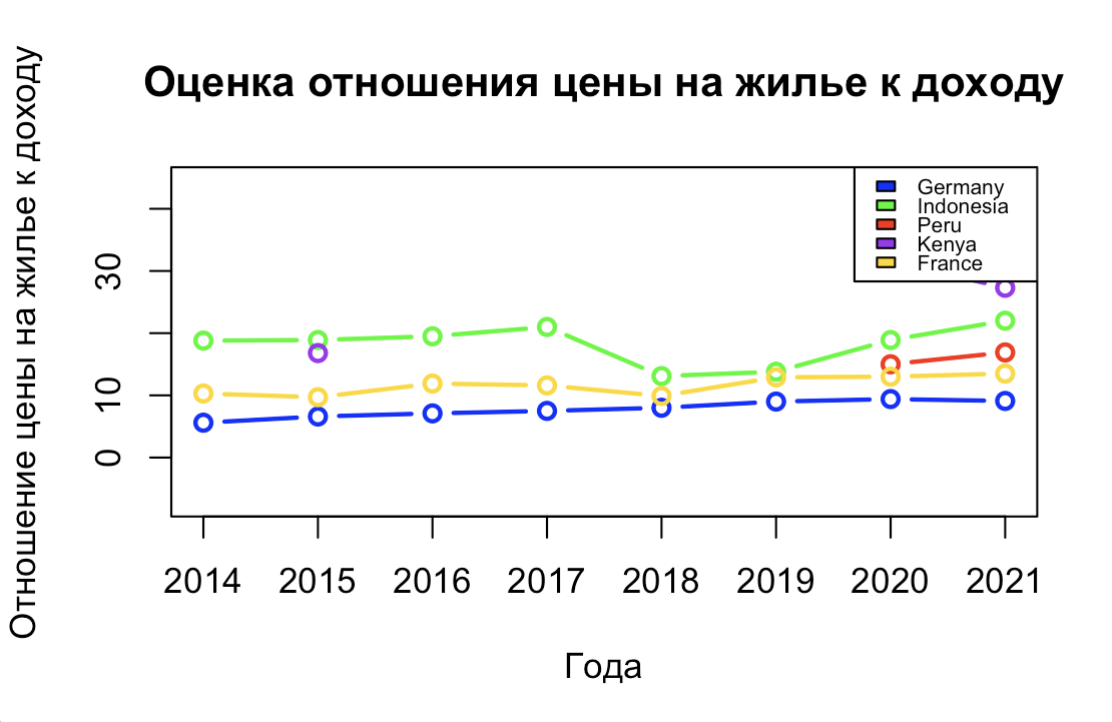 Оценка отношения цены на жилье к доходу
Отношение цены на жилье к доходу
30
10
0
Germany
Indonesia
Peru
Kenya
France
2014 2015 2016 2017 2018 2019 2020 2021
Года